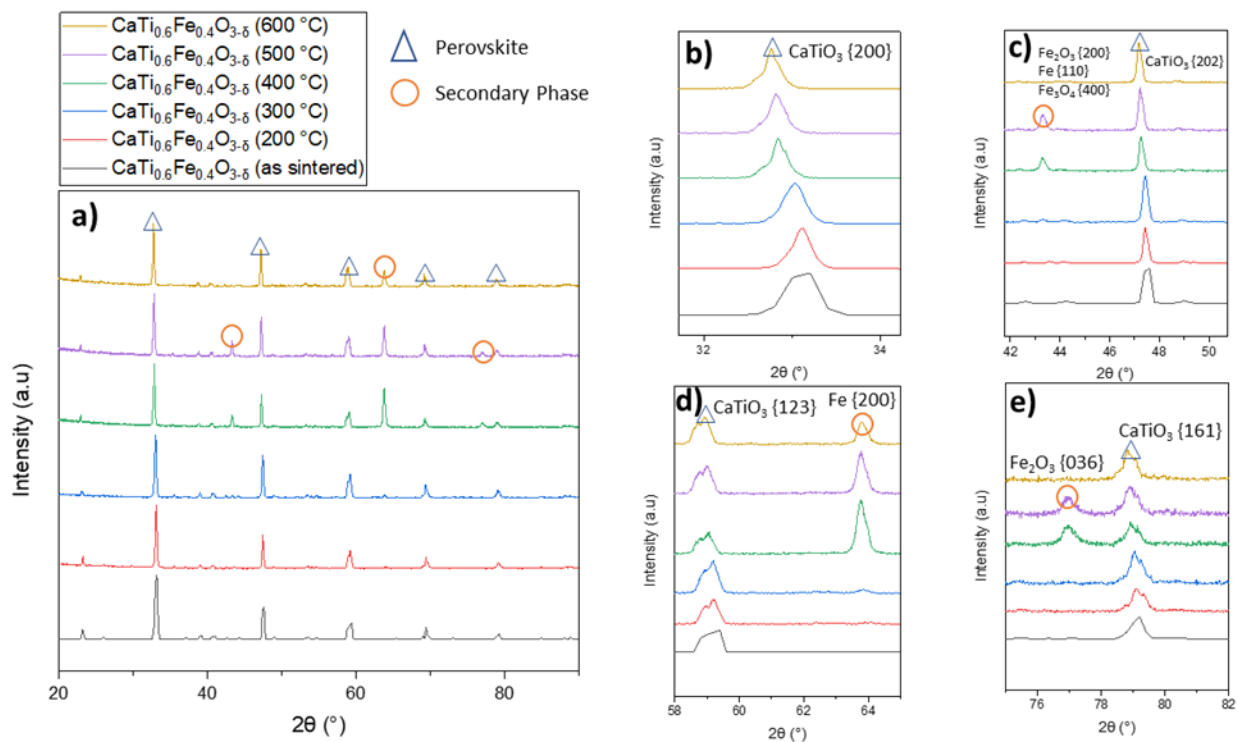 CaTi0.6Fe0.4O3-δ (600 °C)
CaTi0.6Fe0.4O3-δ (500 °C)
CaTi0.6Fe0.4O3-δ (400 °C)
CaTi0.6Fe0.4O3-δ (300 °C)
CaTi0.6Fe0.4O3-δ (200 °C)
CaTi0.6Fe0.4O3-δ (as sintered)
Perovskite
Secondary Phase
a)
Intensity (a.u)
20 40 60 80
2θ (°)
b)
CaTiO3 {200}
Intensity (a.u)
32 34
2θ (°)
c)
Fe2O3 {200}
Fe {110}
Fe3O4 {400}
CaTiO3 {202}
Intensity (a.u)
42 44 46 48 50
2θ (°)
d)
CaTiO3 {123}
Fe {200}
Intensity (a.u)
58 60 62 64
2θ (°)
e)
CaTiO3 {161}
Fe2O3 {036}
Intensity (a.u)
76 78 80 82
2θ (°)